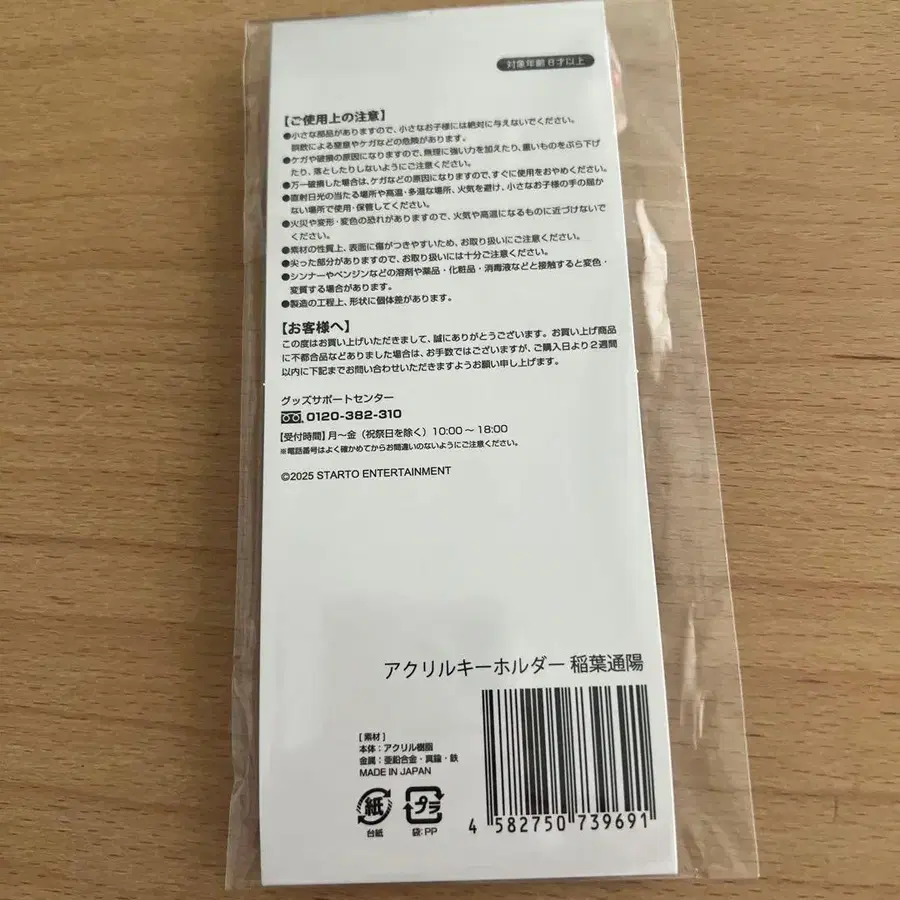 対象年齢6才以上
【ご使用上の注意】
●小さな部品がありますので、小さなお子様には絶対に与えないでください。
誤飲による窒息やケガなどの危険があります。
●ケガや破損の原因になりますので、無理に強い力を加えたり、重いものをぶら下げ
たり、落としたりしないようにご注意ください。
●万一破損した場合は、ケガなどの原因になりますので、すぐに使用をおやめください。
●直射日光の当たる場所や高温・多湿な場所、火気を避け、小さなお子様の手の届か
ない場所で使用・保管してください。
●火災や変形・変色の恐れがありますので、火気や高温になるものに近づけないで
ください。
●素材の性質上、表面に傷がつきやすいため、お取り扱いにご注意ください。
●尖った部分がありますので、お取り扱いには十分ご注意ください。
●シンナーやベンジンなどの溶剤や薬品・化粧品・消毒液などと接触すると変色・
変質する場合があります。
●製造の工程上、形状に個体差があります。
【お客様へ】
この度はお買い上げいただきまして、誠にありがとうございます。お買い上げ商品
に不都合品などありました場合は、お手数ではございますが、ご購入日より2週間
以内に下記までお問い合わせいただきますようお願い申し上げます。
グッズサポートセンター
0120-382-310
【受付時間】月〜金（祝祭日を除く）10:00〜18:00
※電話番号はよく確かめてからお間違いのないようにご注意ください。
©2025 STARTO ENTERTAINMENT
アクリルキーホルダー 稲葉通陽
[素材]
本体：アクリル樹脂
金属：亜鉛合金・真鍮・鉄
MADE IN JAPAN
紙
プラ
台紙
袋:PP
4 582750 739691